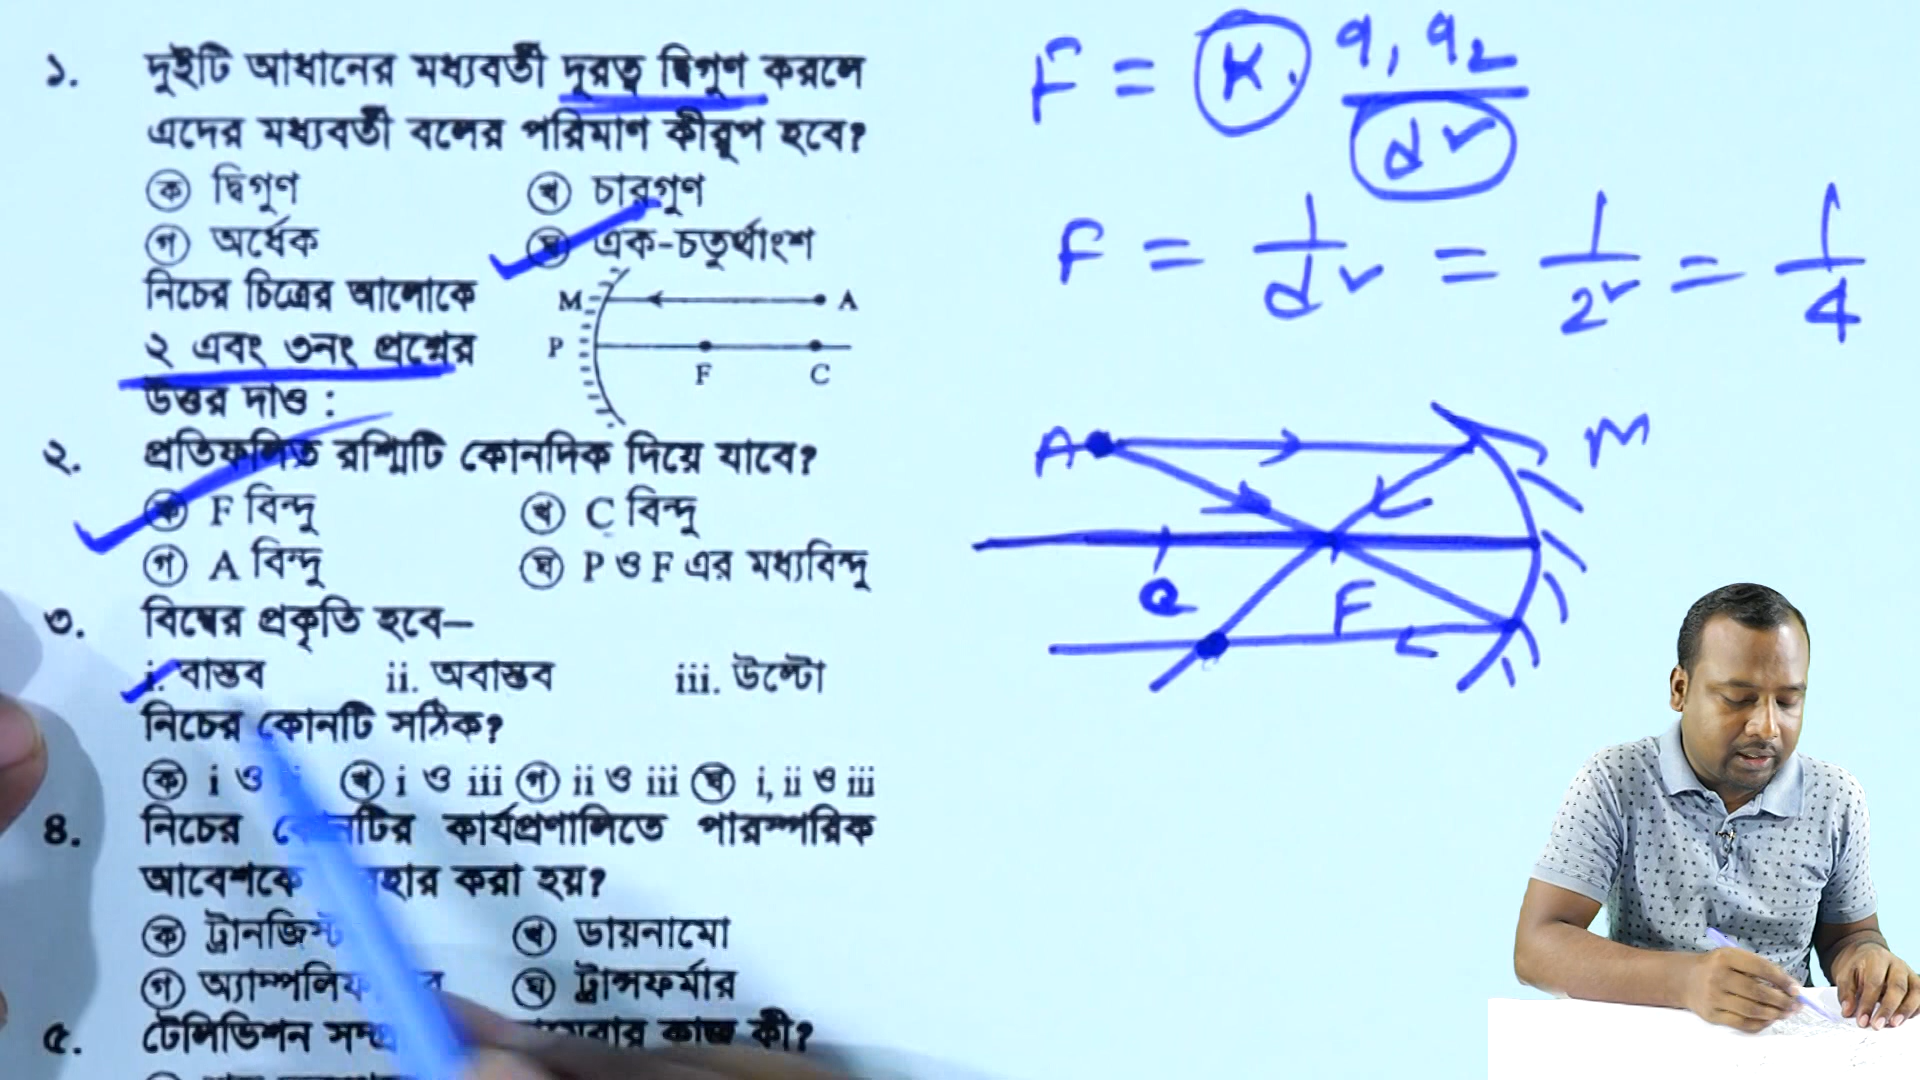 ১. দুইটি আধানের মধ্যবর্তী দূরত্ব দ্বিগুণ করলে
এদের মধ্যবর্তী বলের পরিমাণ কীরূপ হবে?
ক দ্বিগুণ খ চারগুণ
গ অর্ধেক ঘ এক-চতুর্থাংশ
নিচের চিত্রের আলোকে
২ এবং ৩নং প্রশ্নের
উত্তর দাও :
M A
P F C
২. প্রতিফলিত রশ্মিটি কোনদিক দিয়ে যাবে?
ক F বিন্দু খ C বিন্দু
গ A বিন্দু ঘ P ও F এর মধ্যবিন্দু
৩. বিম্বের প্রকৃতি হবে—
i. বাস্তব ii. অবাস্তব iii. উল্টো
নিচের কোনটি সঠিক?
ক i ও খ i ও iii গ ii ও iii ঘ i, ii ও iii
৪. নিচের কোনটির কার্যপ্রণালিতে পারস্পরিক
আবেশকে করা হয়?
ক খ ডায়নামো
গ ঘ ট্রান্সফর্মার
৫. টেলিভিশন কাজ কী?
F = K. q1 q2 / d²
F = 1/d² = 1/2² = 1/4
A M
F